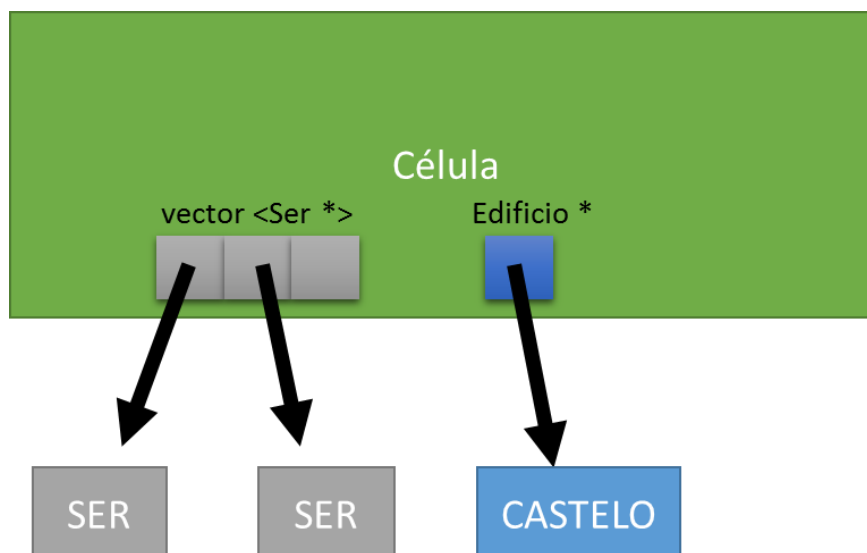 Célula
vector <Ser *>
Edificio *
SER
SER
CASTELO